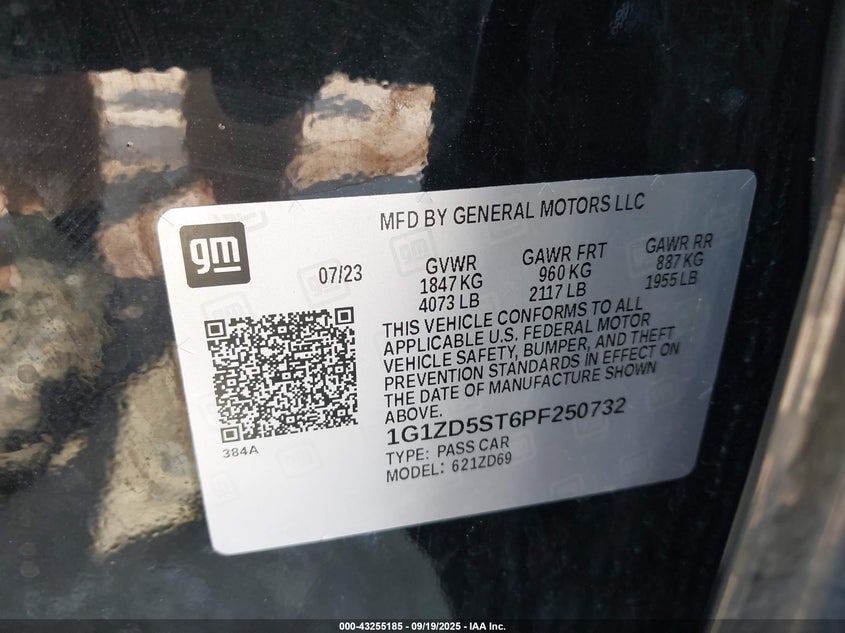 MFD BY GENERAL MOTORS LLC
gm
07/23
GVWR
1847 KG
4073 LB
GAWR FRT
960 KG
2117 LB
GAWR RR
887 KG
1955 LB
THIS VEHICLE CONFORMS TO ALL
APPLICABLE U.S. FEDERAL MOTOR
VEHICLE SAFETY, BUMPER, AND THEFT
PREVENTION STANDARDS IN EFFECT ON
THE DATE OF MANUFACTURE SHOWN
ABOVE.
384A
1G1ZD5ST6PF250732
TYPE: PASS CAR
MODEL: 621ZD69
000-43255185 - 09/19/2025 - IAA Inc.